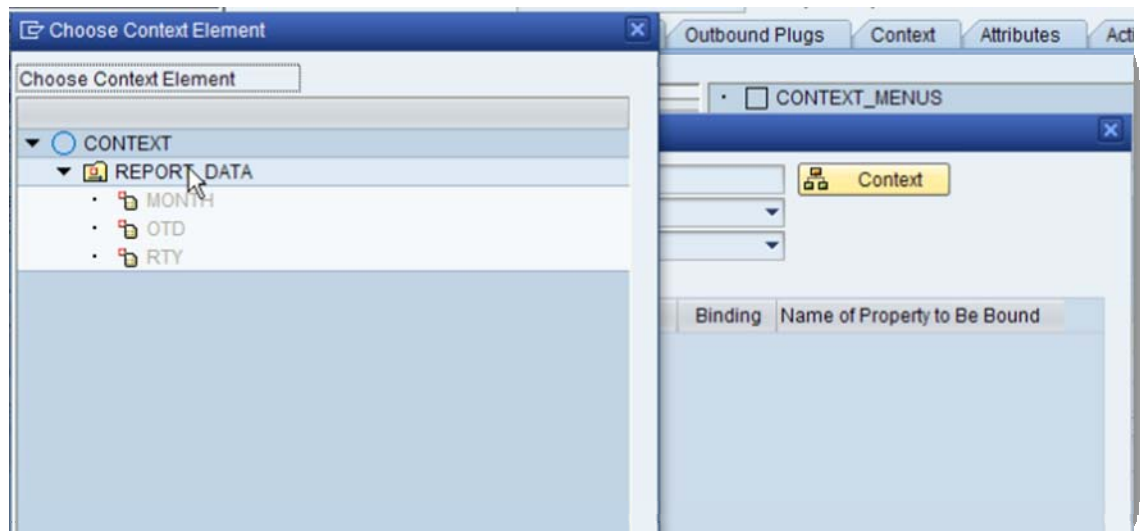 Choose Context Element
Choose Context Element
CONTEXT
REPORT_DATA
MONTH
OTD
RTY
Outbound Plugs Context Attributes
CONTEXT_MENUS
Context
Binding Name of Property to Be Bound